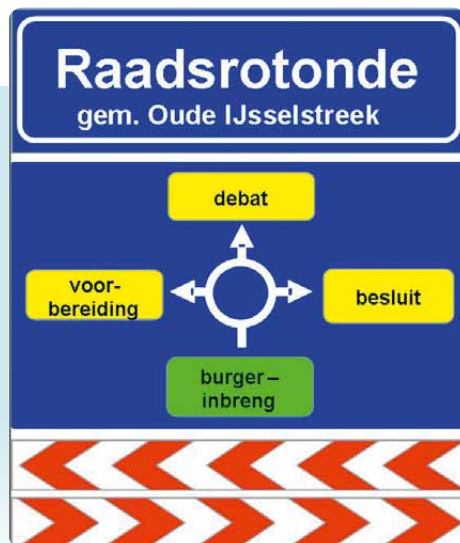 Raadsrotonde
gem. Oude IJsselstreek
debat
voor-
bereiding
besluit
burger–
inbreng